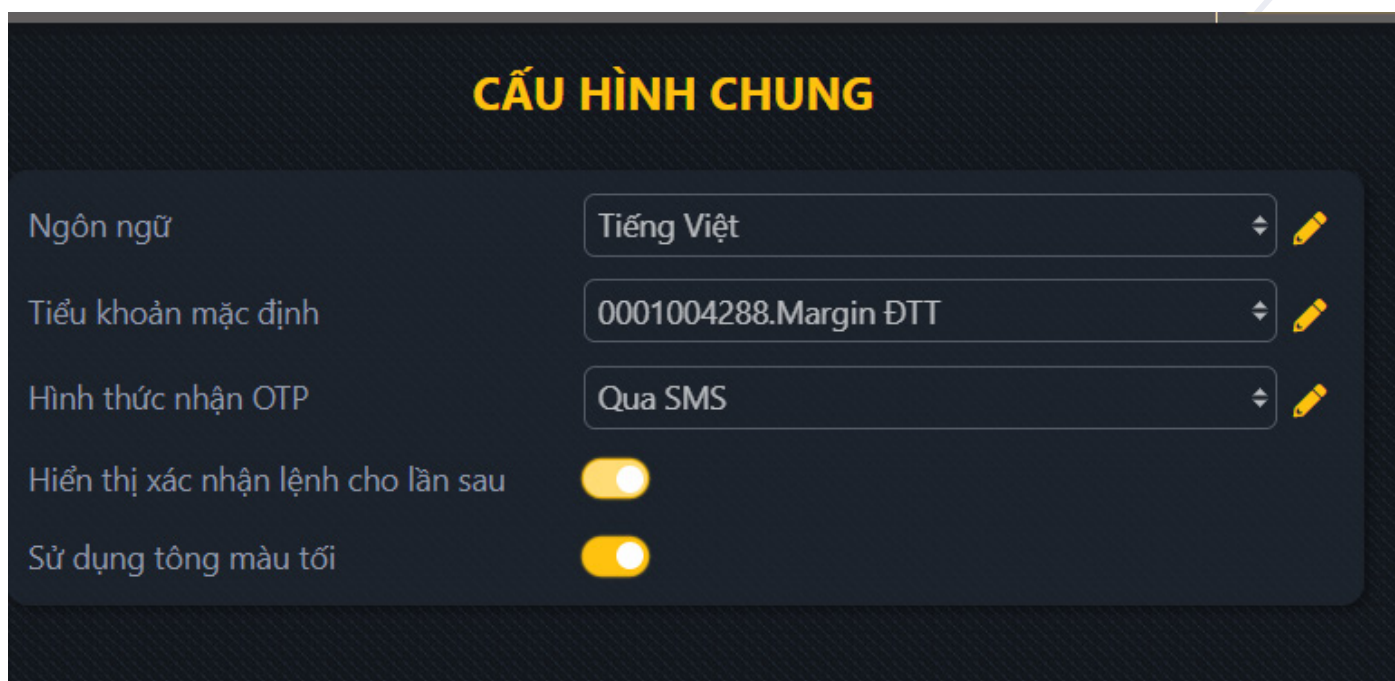 CẤU HÌNH CHUNG
Ngôn ngữ Tiếng Việt
Tiểu khoản mặc định 0001004288.Margin ĐTT
Hình thức nhận OTP Qua SMS
Hiển thị xác nhận lệnh cho lần sau
Sử dụng tông màu tối